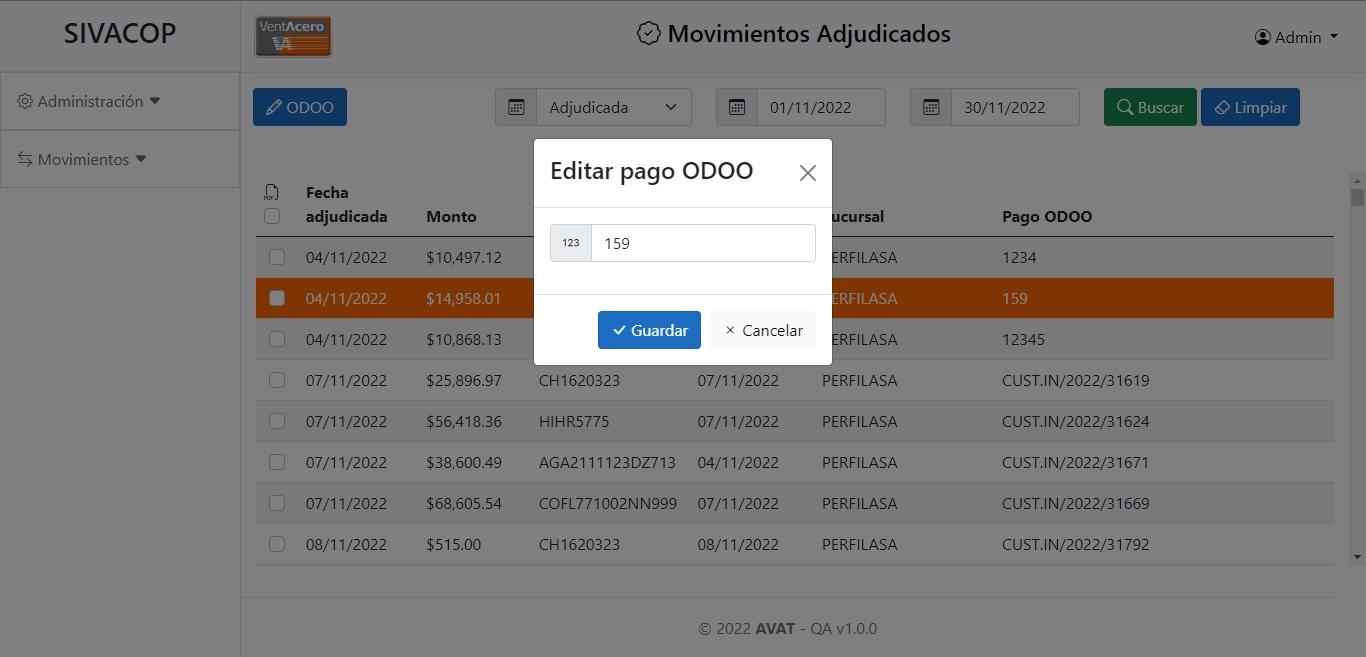 SIVACOP
VentAcero
VA
Movimientos Adjudicados
Admin
Administración
Movimientos
ODOO
Adjudicada
01/11/2022
30/11/2022
Buscar
Limpiar
Editar pago ODOO
123
159
Guardar
× Cancelar
PDF
Fecha adjudicada Monto ucursal Pago ODOO
04/11/2022 $10,497.12 ERFILASA 1234
04/11/2022 $14,958.01 ERFILASA 159
04/11/2022 $10,868.13 ERFILASA 12345
07/11/2022 $25,896.97 CH1620323 07/11/2022 PERFILASA CUST.IN/2022/31619
07/11/2022 $56,418.36 HIHR5775 07/11/2022 PERFILASA CUST.IN/2022/31624
07/11/2022 $38,600.49 AGA2111123DZ713 04/11/2022 PERFILASA CUST.IN/2022/31671
07/11/2022 $68,605.54 COFL771002NN999 07/11/2022 PERFILASA CUST.IN/2022/31669
08/11/2022 $515.00 CH1620323 08/11/2022 PERFILASA CUST.IN/2022/31792
© 2022 AVAT - QA v1.0.0